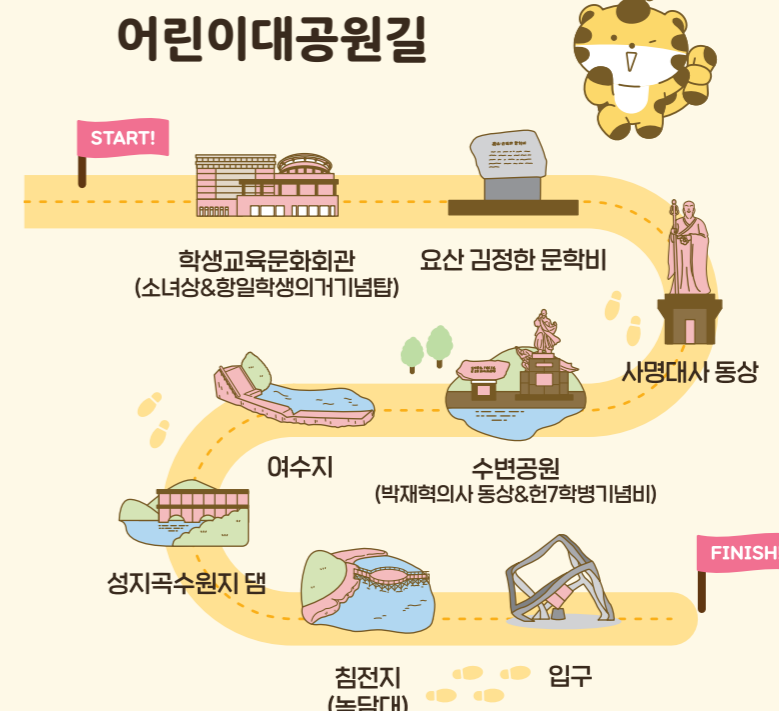 어린이대공원길
START!
학생교육문화회관
(소녀상&항일학생의거기념탑)
요산 김정한 문학비
사명대사 동상
여수지
수변공원
(박재혁의사 동상&헌7학병기념비)
성지곡수원지 댐
FINISH
침전지
입구